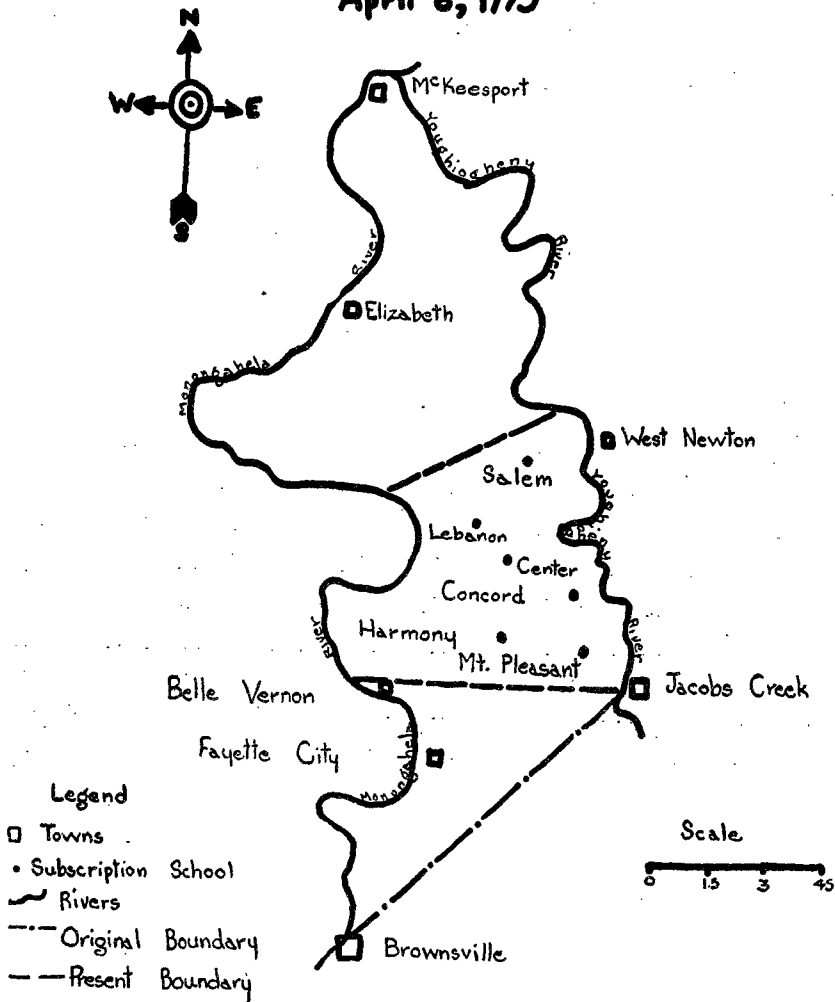 April 6, 1775
N
W E
S
McKeesport
Youghiogheny
River
River
Elizabeth
Monongahela
West Newton
Salem
Lebanon
Center
Concord
River
River
Harmony
Mt. Pleasant
Belle Vernon
Jacobs Creek
Fayette City
Monongahela
Legend
Towns
Subscription School
Rivers
Original Boundary
Present Boundary
Scale
0 1.5 3 4.5
Brownsville